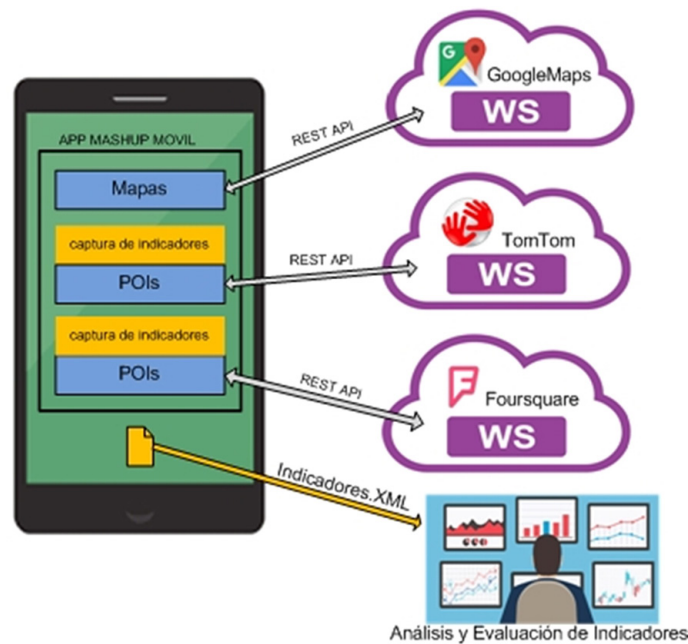 APP MASHUP MOVIL
Mapas
captura de indicadores
POIs
captura de indicadores
POIs
REST API
REST API
REST API
Indicadores.XML
G
GoogleMaps
WS
TomTom
WS
Foursquare
WS
Análisis y Evaluación de Indicadores